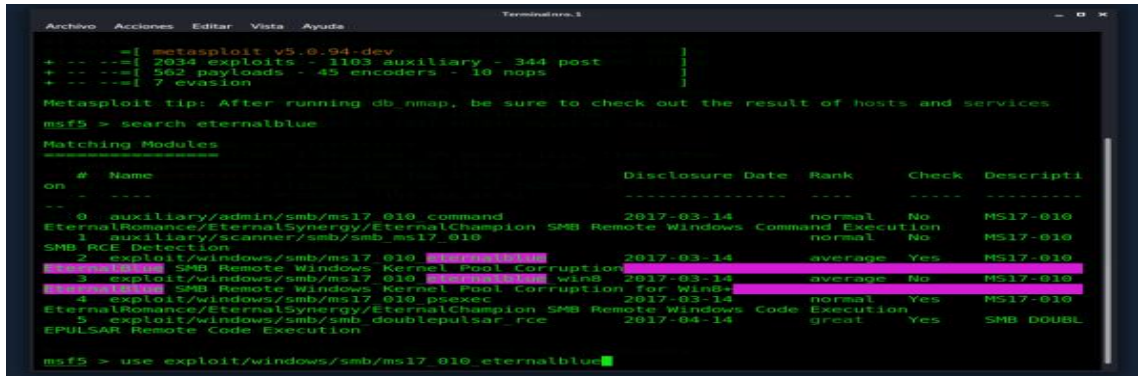 Terminal nro. 1
Archivo Acciones Editar Vista Ayuda
=[ metasploit v5.0.94-dev ]
+ -- --=[ 2034 exploits - 1103 auxiliary - 344 post ]
+ -- --=[ 562 payloads - 45 encoders - 10 nops ]
+ -- --=[ 7 evasion ]
Metasploit tip: After running db_nmap, be sure to check out the result of hosts and services
msf5 > search eternalblue
Matching Modules
================
# Name Disclosure Date Rank Check Descripti
on
- ---- --------------- ---- ----- ---------
--
0 auxiliary/admin/smb/ms17_010_command 2017-03-14 normal No MS17-010
EternalRomance/EternalSynergy/EternalChampion SMB Remote Windows Command Execution
1 auxiliary/scanner/smb/smb_ms17_010 normal No MS17-010
SMB RCE Detection
2 exploit/windows/smb/ms17_010_eternalblue 2017-03-14 average Yes MS17-010
EternalBlue SMB Remote Windows Kernel Pool Corruption
3 exploit/windows/smb/ms17_010_eternalblue_win8 2017-03-14 average No MS17-010
EternalBlue SMB Remote Windows Kernel Pool Corruption for Win8+
4 exploit/windows/smb/ms17_010_psexec 2017-03-14 normal Yes MS17-010
EternalRomance/EternalSynergy/EternalChampion SMB Remote Windows Code Execution
5 exploit/windows/smb/smb_doublepulsar_rce 2017-04-14 great Yes SMB DOUBL
EPULSAR Remote Code Execution
msf5 > use exploit/windows/smb/ms17_010_eternalblue